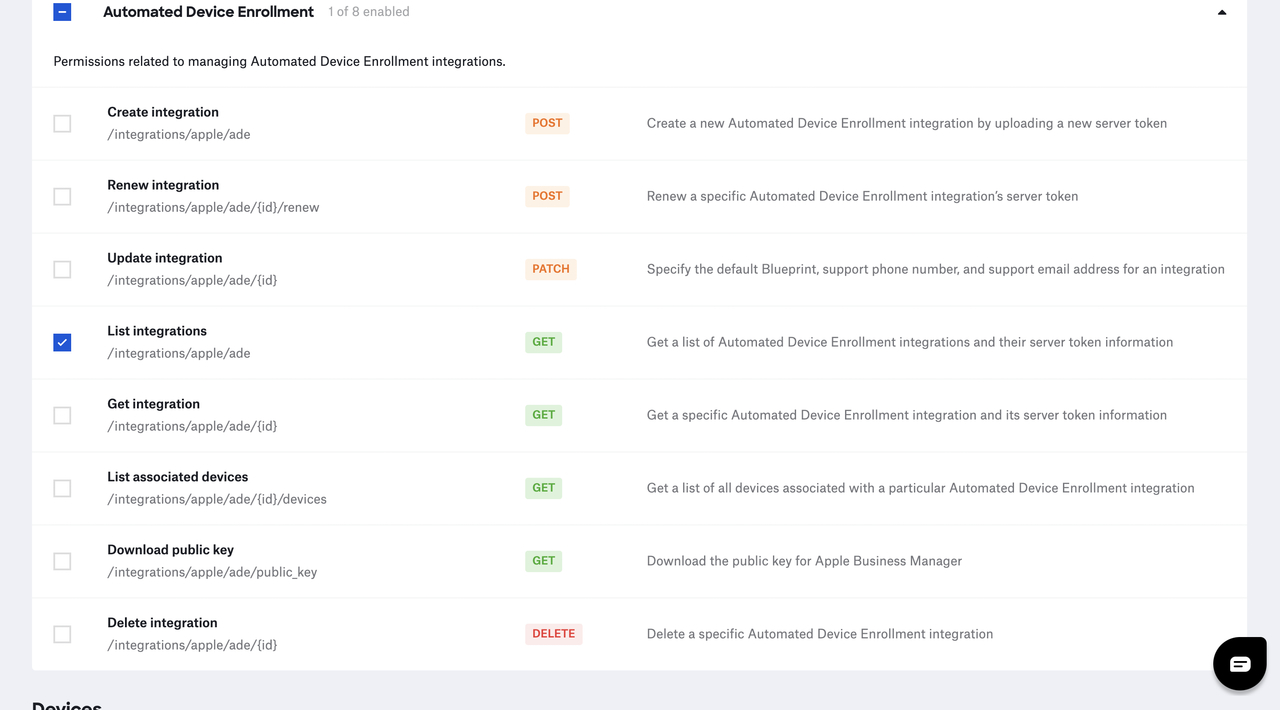 Automated Device Enrollment 1 of 8 enabled
Permissions related to managing Automated Device Enrollment integrations.
Create integration
/integrations/apple/ade
POST
Create a new Automated Device Enrollment integration by uploading a new server token
Renew integration
/integrations/apple/ade/{id}/renew
POST
Renew a specific Automated Device Enrollment integration’s server token
Update integration
/integrations/apple/ade/{id}
PATCH
Specify the default Blueprint, support phone number, and support email address for an integration
List integrations
/integrations/apple/ade
GET
Get a list of Automated Device Enrollment integrations and their server token information
Get integration
/integrations/apple/ade/{id}
GET
Get a specific Automated Device Enrollment integration and its server token information
List associated devices
/integrations/apple/ade/{id}/devices
GET
Get a list of all devices associated with a particular Automated Device Enrollment integration
Download public key
/integrations/apple/ade/public_key
GET
Download the public key for Apple Business Manager
Delete integration
/integrations/apple/ade/{id}
DELETE
Delete a specific Automated Device Enrollment integration
Devices